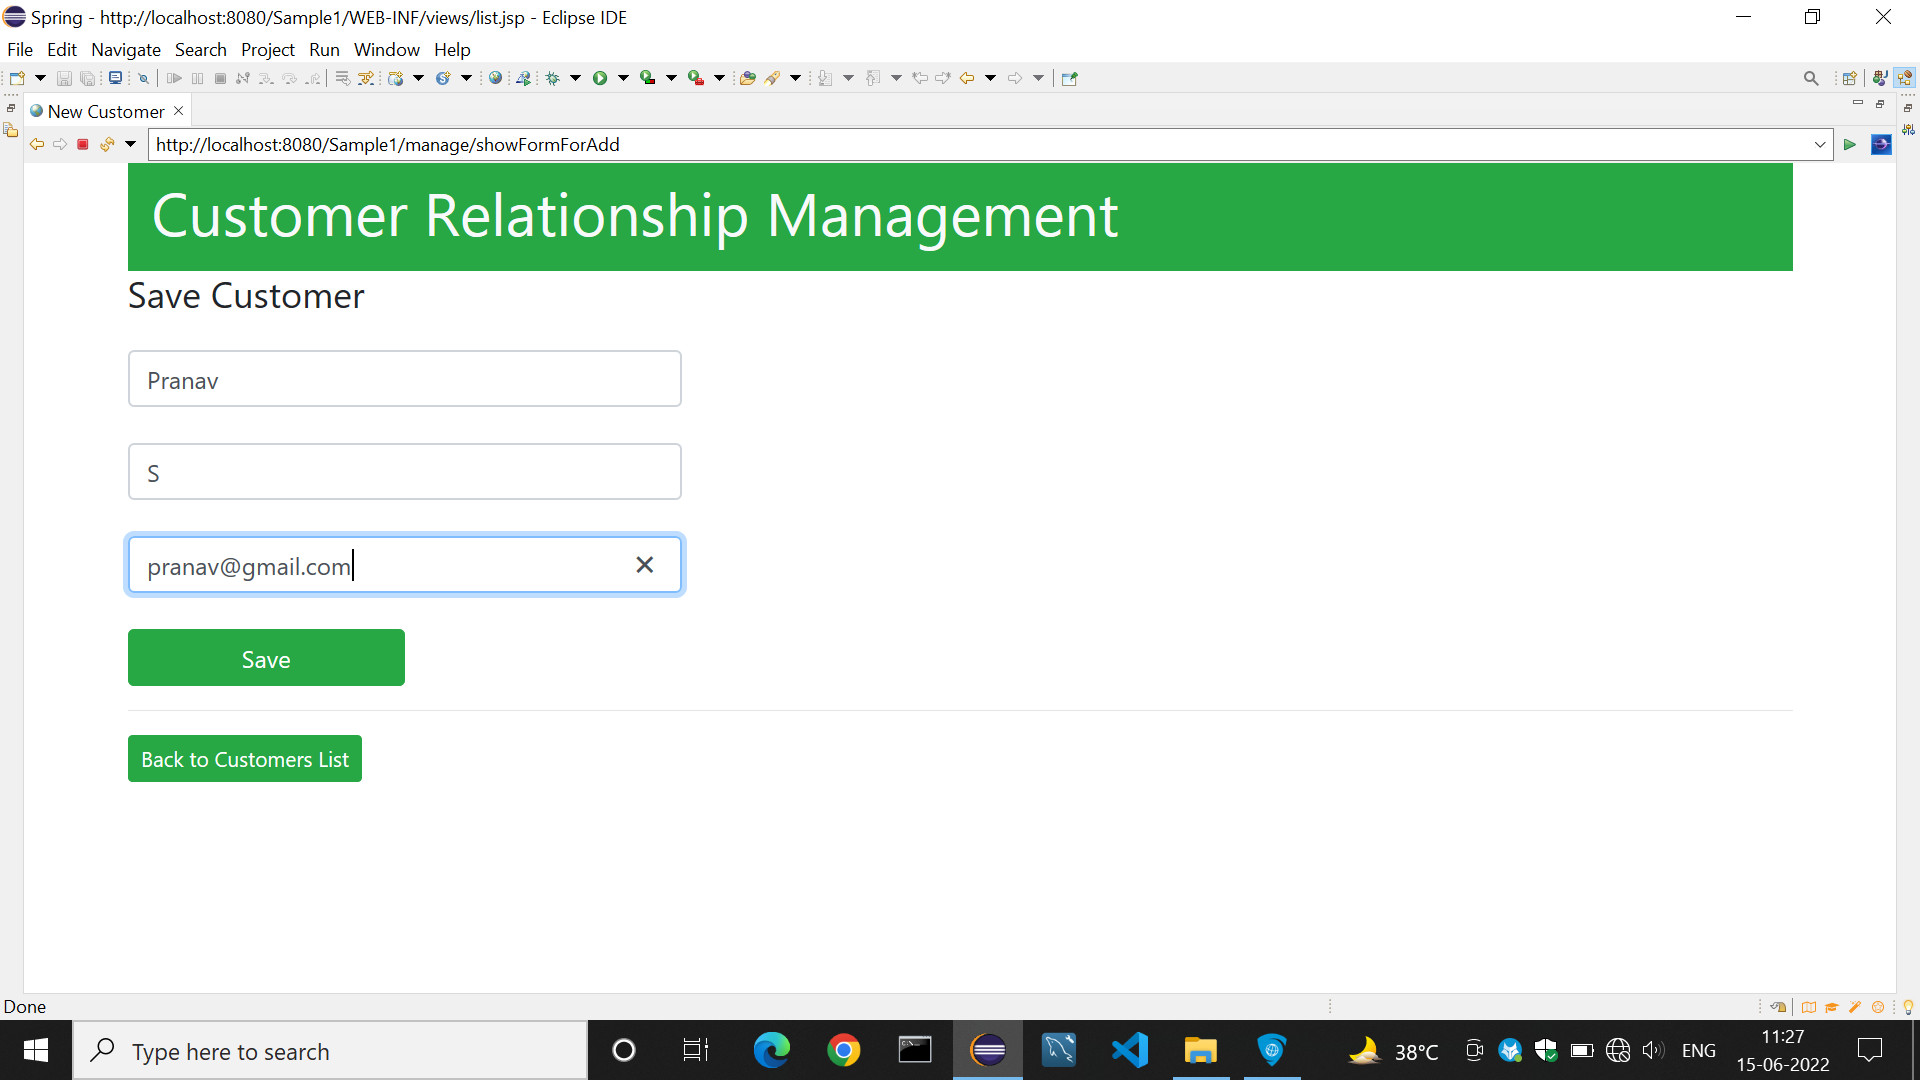 Spring - http://localhost:8080/Sample1/WEB-INF/views/list.jsp - Eclipse IDE
File Edit Navigate Search Project Run Window Help
New Customer
http://localhost:8080/Sample1/manage/showFormForAdd
Customer Relationship Management
Save Customer
Pranav
S
pranav@gmail.com
Save
Back to Customers List
Done
Type here to search
38°C
ENG
11:27
15-06-2022